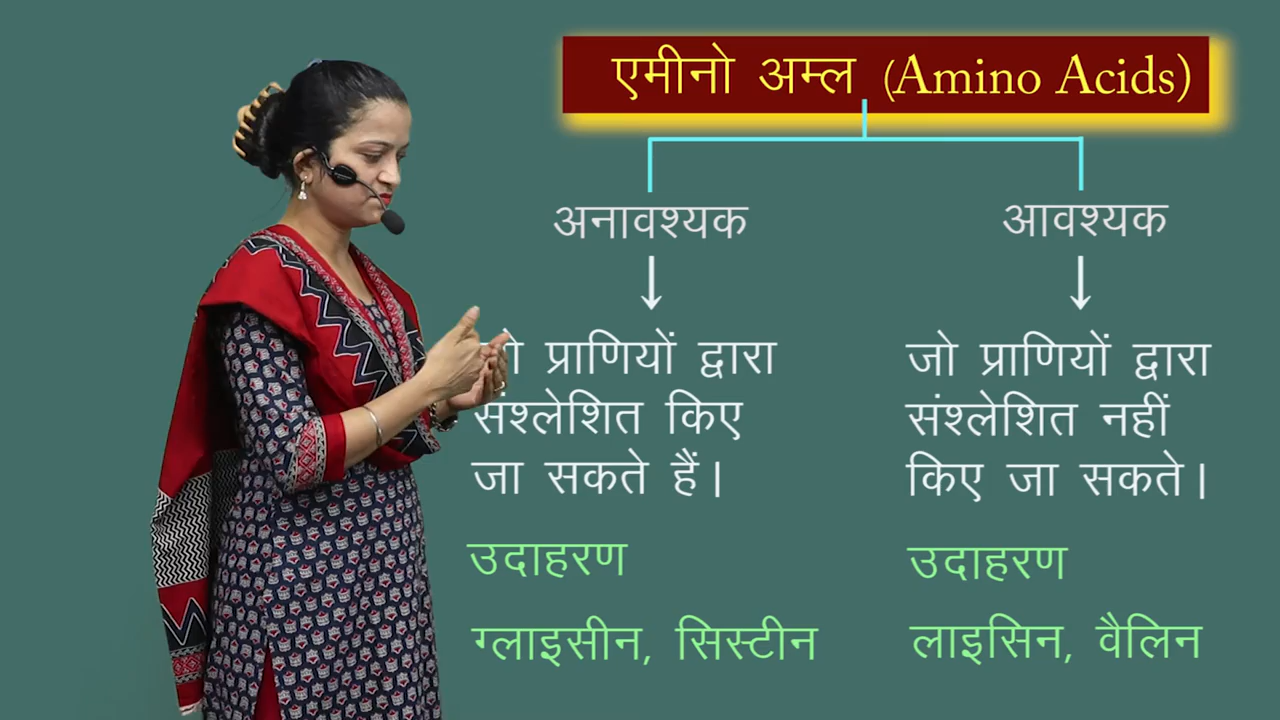 एमीनो अम्ल (Amino Acids)
अनावश्यक
प्राणियों द्वारा
संश्लेशित किए
जा सकते हैं।
उदाहरण
ग्लाइसीन, सिस्टीन
आवश्यक
जो प्राणियों द्वारा
संश्लेशित नहीं
किए जा सकते।
उदाहरण
लाइसिन, वैलिन